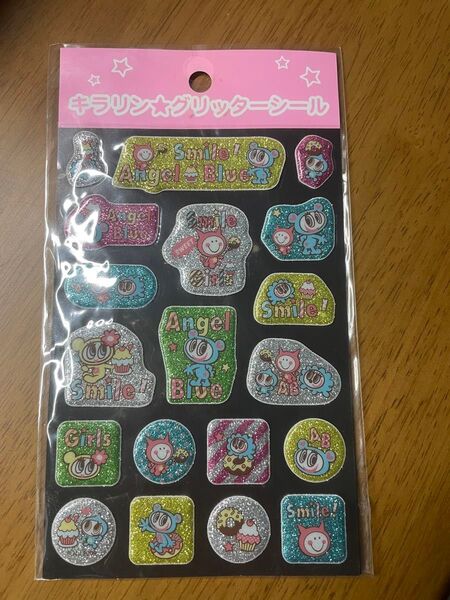 キラリン★グリッターシール
Smile!
Angel Blue
Angel
Blue
Smile
SWEET
Girls
Smile!
Angel
Blue
Smile!
AB
Girls
AB
Smile!